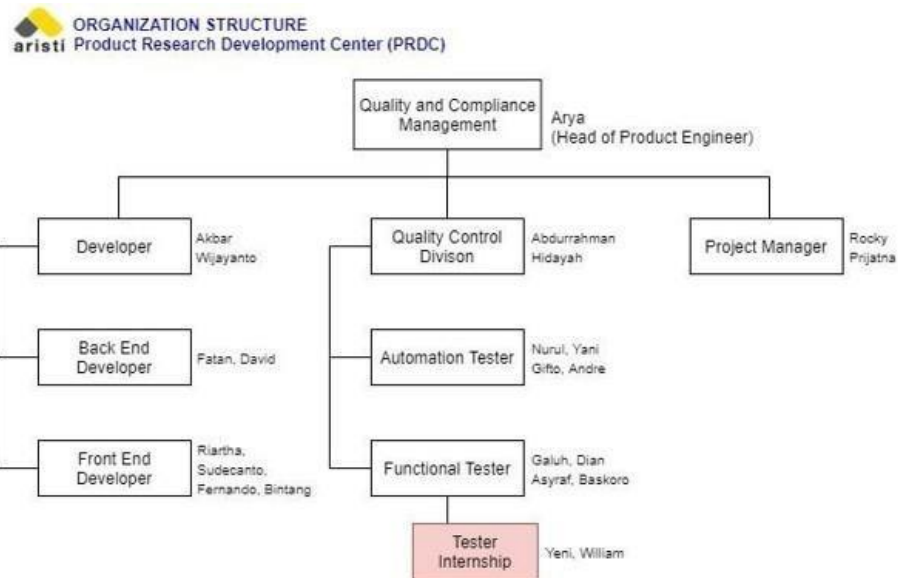 ORGANIZATION STRUCTURE
aristi Product Research Development Center (PRDC)
Quality and Compliance
Management
Arya
(Head of Product Engineer)
Developer
Akbar
Wijayanto
Quality Control
Divison
Abdurrahman
Hidayah
Project Manager
Rocky
Prijatna
Back End
Developer
Fatan, David
Automation Tester
Nurul, Yani
Gifto, Andre
Front End
Developer
Riartha,
Sudecanto,
Fernando, Bintang
Functional Tester
Galuh, Dian
Asyraf, Baskoro
Tester
Internship
Yeni, William